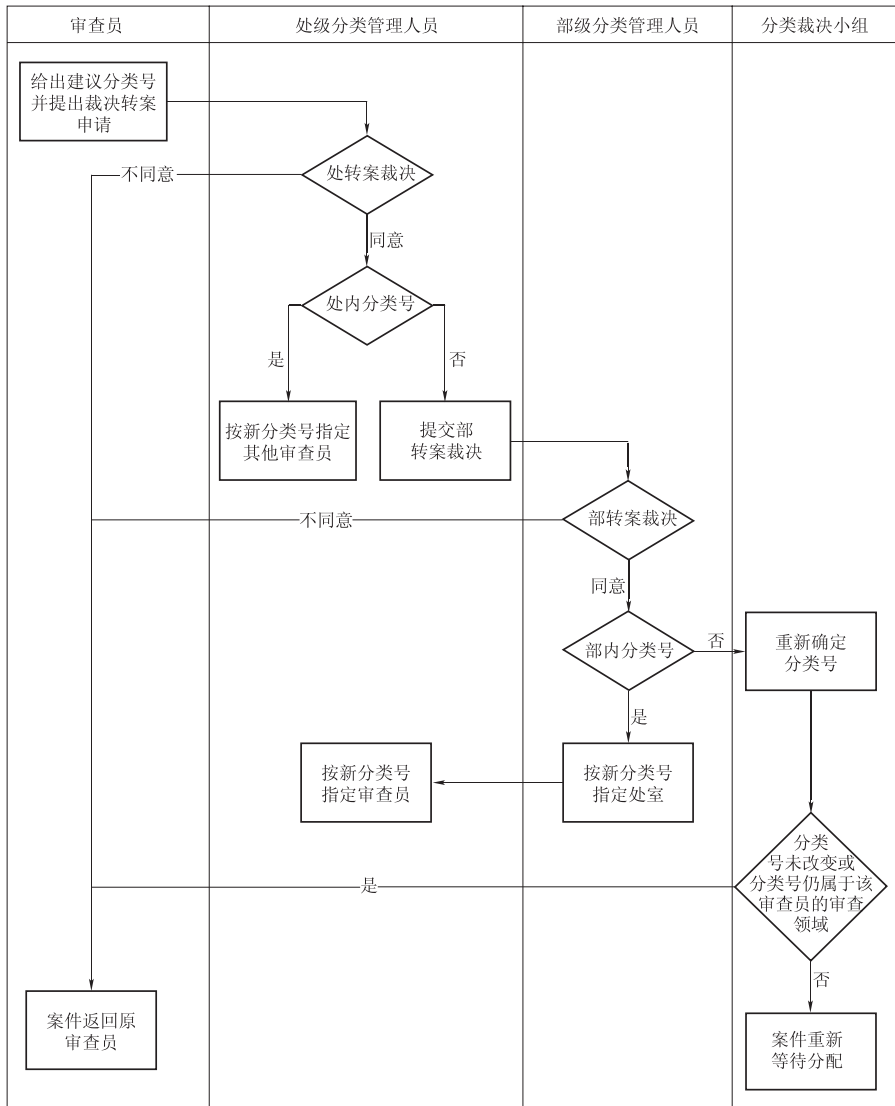 审查员
处级分类管理人员
部级分类管理人员
分类裁决小组
给出建议分类号
并提出裁决转案
申请
处转案裁决
不同意
同意
处内分类号
是
否
按新分类号指定
其他审查员
提交部
转案裁决
部转案裁决
不同意
同意
部内分类号
否
重新确定
分类号
是
按新分类号
指定审查员
按新分类号
指定处室
分类
号未改变或
分类号仍属于该
审查员的审查
领域
是
否
案件返回原
审查员
案件重新
等待分配